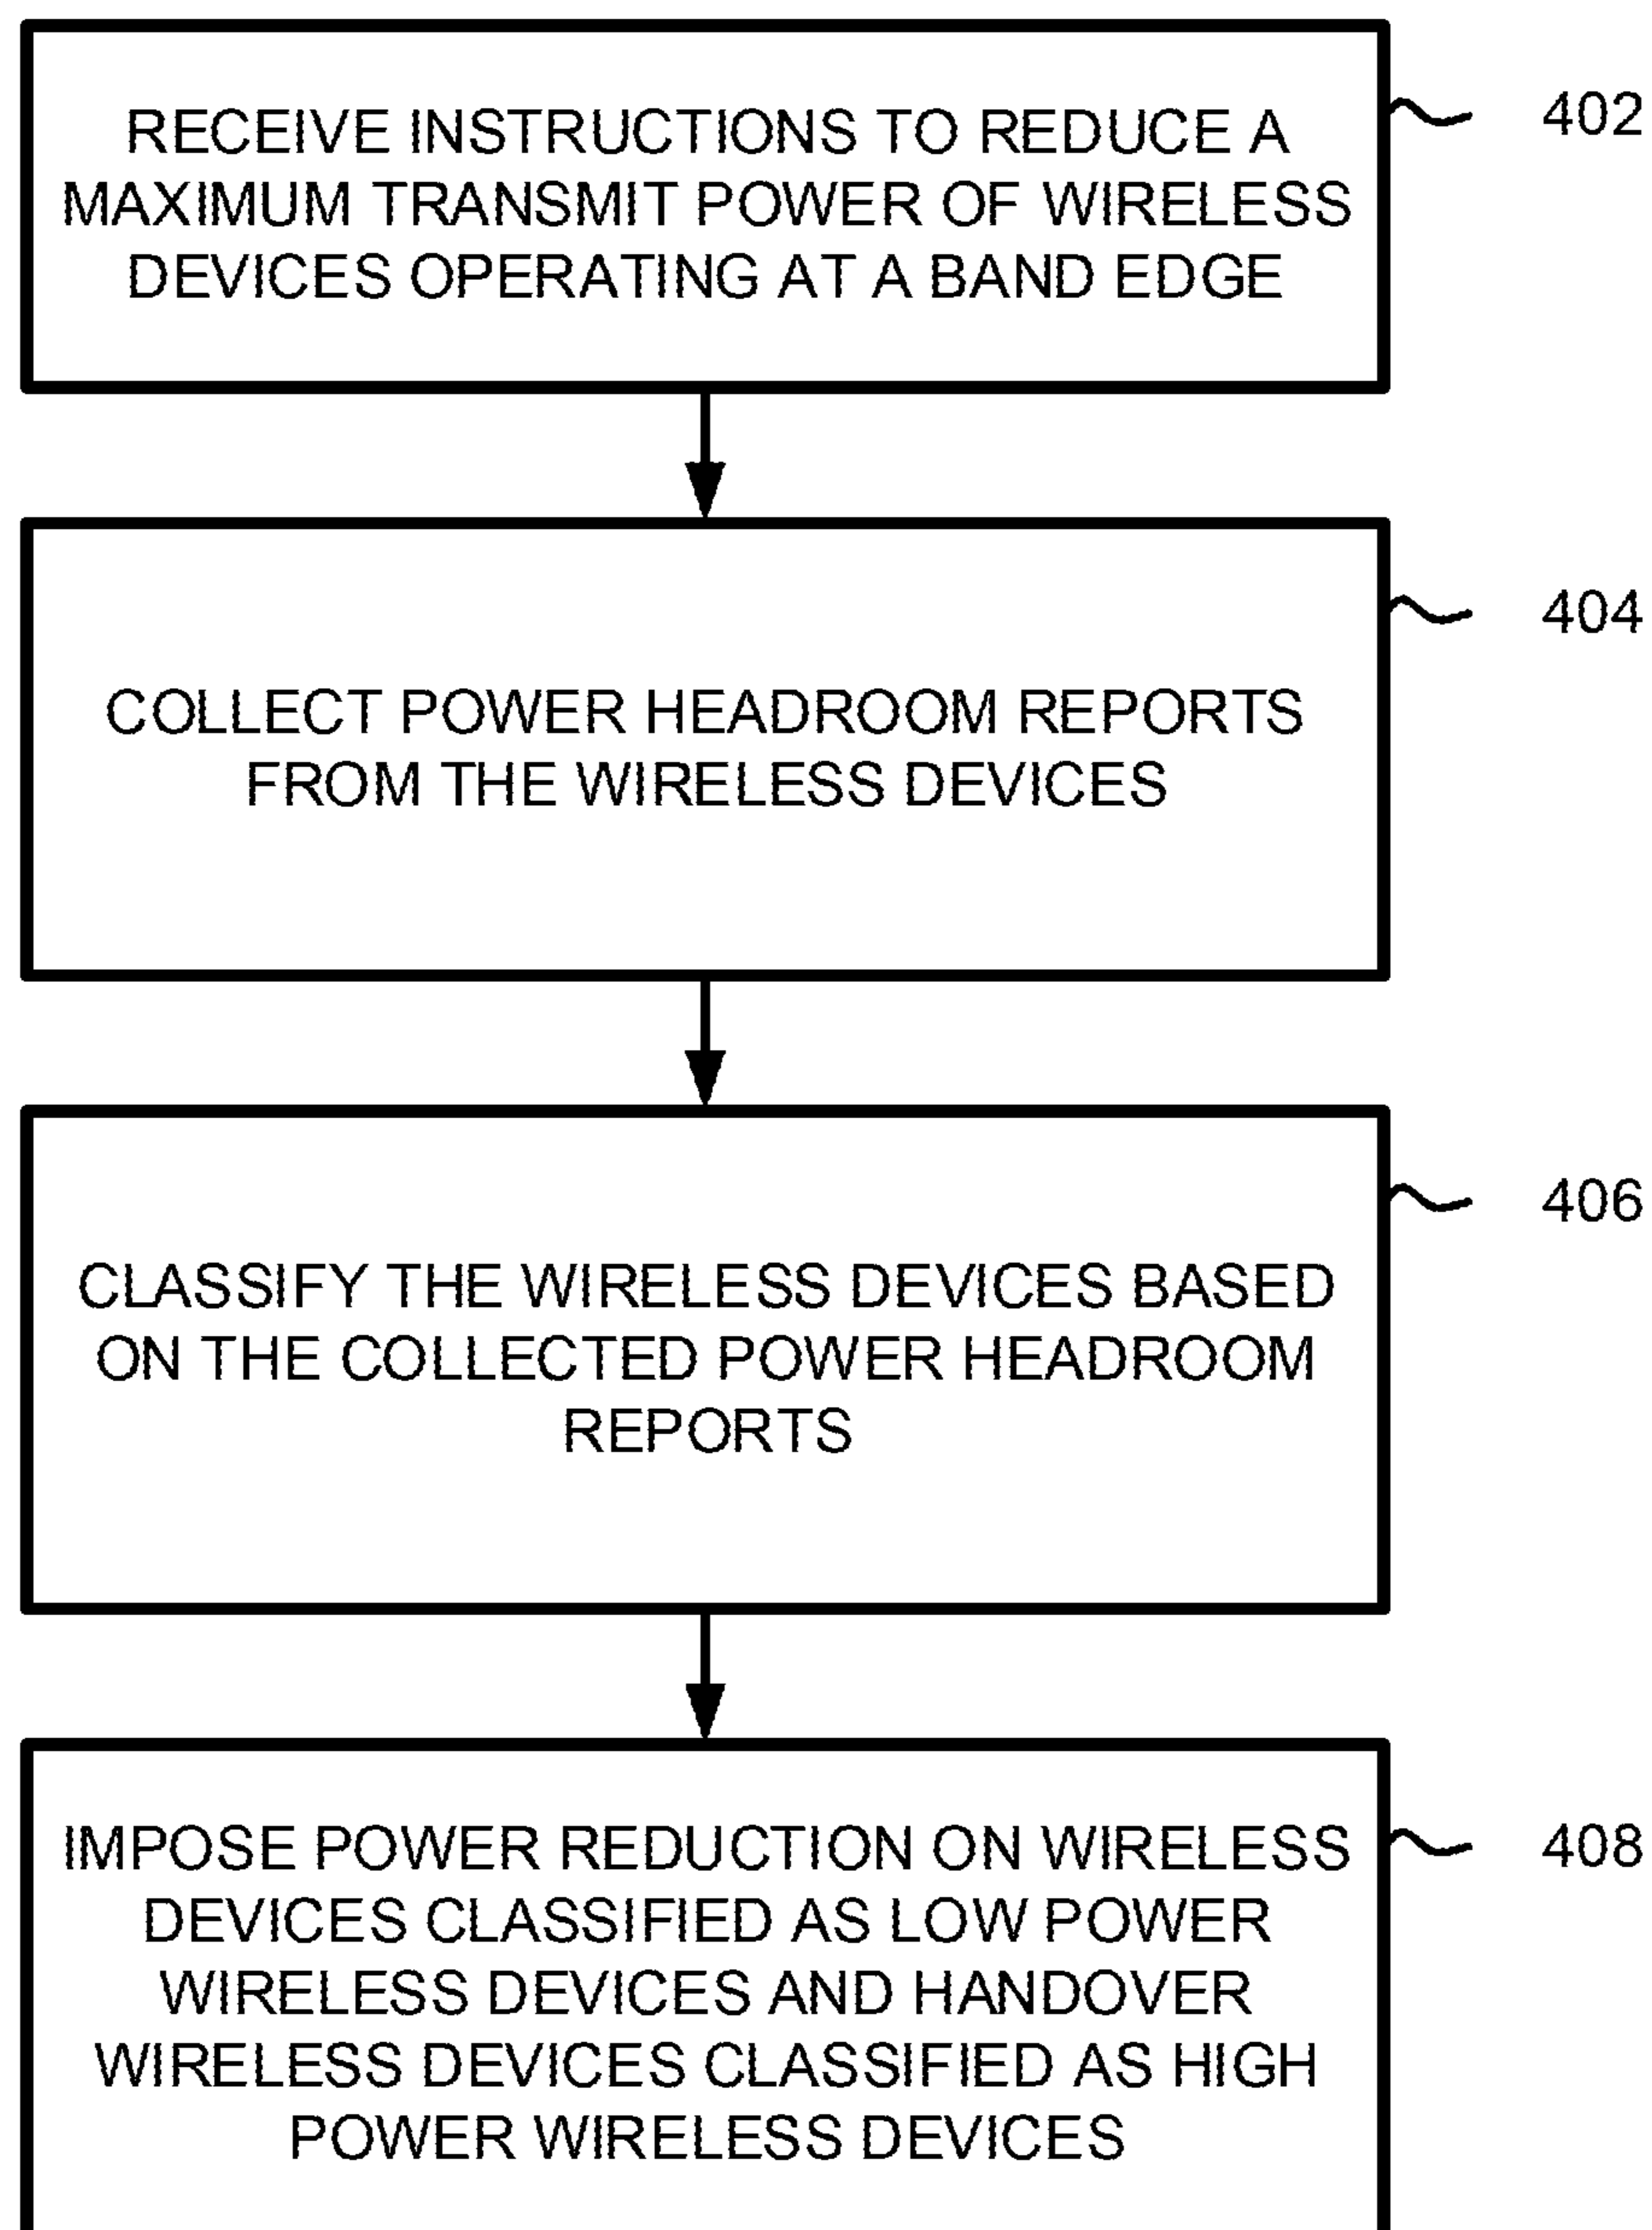 RECEIVE INSTRUCTIONS TO REDUCE A
MAXIMUM TRANSMIT POWER OF WIRELESS
DEVICES OPERATING AT A BAND EDGE
402
COLLECT POWER HEADROOM REPORTS
FROM THE WIRELESS DEVICES
404
CLASSIFY THE WIRELESS DEVICES BASED
ON THE COLLECTED POWER HEADROOM
REPORTS
406
IMPOSE POWER REDUCTION ON WIRELESS
DEVICES CLASSIFIED AS LOW POWER
WIRELESS DEVICES AND HANDOVER
WIRELESS DEVICES CLASSIFIED AS HIGH
POWER WIRELESS DEVICES
408